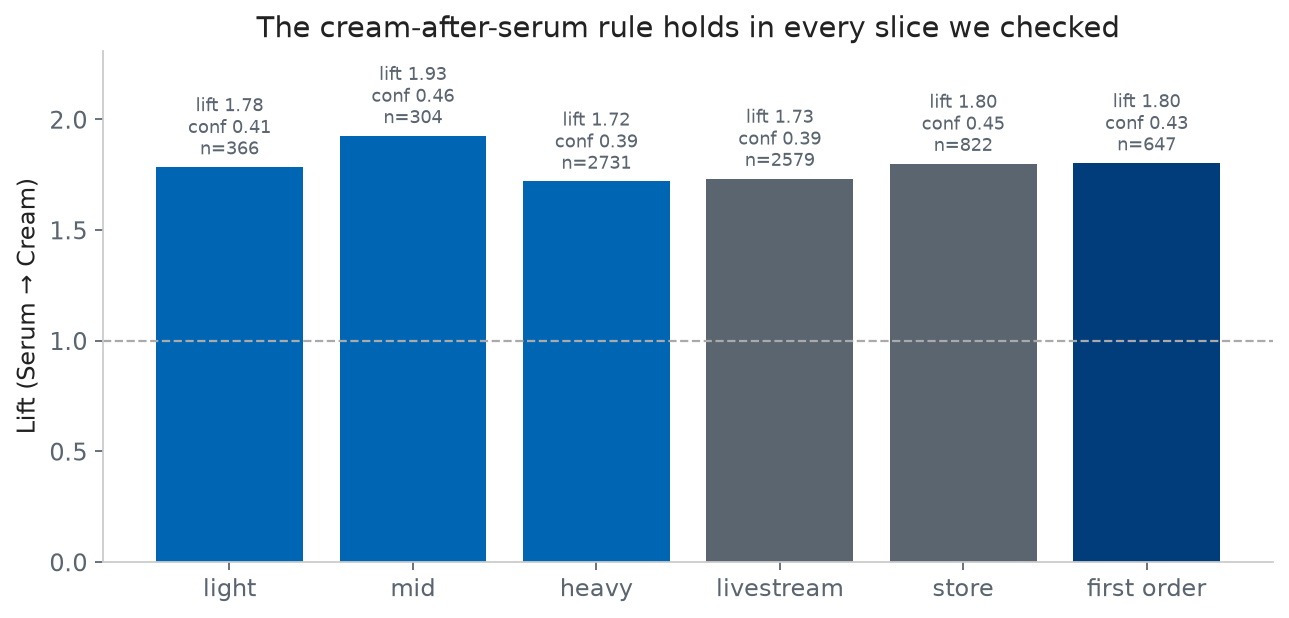 The cream-after-serum rule holds in every slice we checked
Lift (Serum → Cream)
2.0
1.5
1.0
0.5
0.0
lift 1.78
conf 0.41
n=366
lift 1.93
conf 0.46
n=304
lift 1.72
conf 0.39
n=2731
lift 1.73
conf 0.39
n=2579
lift 1.80
conf 0.45
n=822
lift 1.80
conf 0.43
n=647
light
mid
heavy
livestream
store
first order